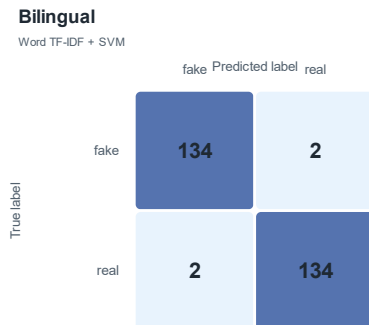 Bilingual
Word TF-IDF + SVM
fake Predicted label real
fake 134 2
True label
real 2 134